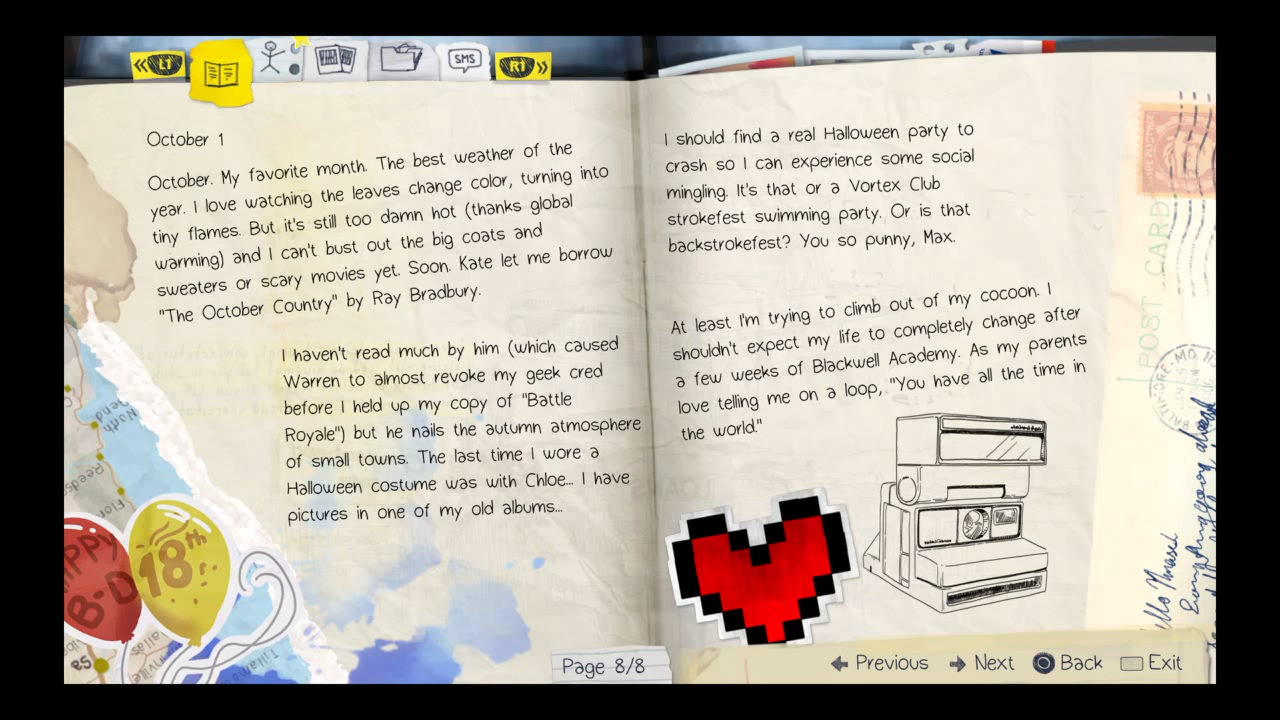 L1
SMS
R1
October 1
October. My favorite month. The best weather of the
year. I love watching the leaves change color, turning into
tiny flames. But it's still too damn hot (thanks global
warming) and I can't bust out the big coats and
sweaters or scary movies yet. Soon. Kate let me borrow
"The October Country" by Ray Bradbury.
I haven't read much by him (which caused
Warren to almost revoke my geek cred
before I held up my copy of "Battle
Royale") but he nails the autumn atmosphere
of small towns. The last time I wore a
Halloween costume was with Chloe... I have
pictures in one of my old albums...
I should find a real Halloween party to
crash so I can experience some social
mingling. It's that or a Vortex Club
strokefest swimming party. Or is that
backstrokefest? You so punny, Max.
At least I'm trying to climb out of my cocoon. I
shouldn't expect my life to completely change after
a few weeks of Blackwell Academy. As my parents
love telling me on a loop, "You have all the time in
the world."
POST CARD
HAPPY
B-D
18th
North
Bend
Page 8/8
Previous
Next
Back
Exit